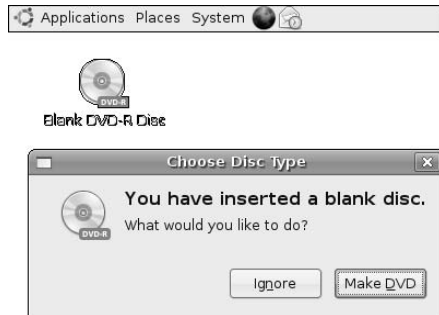 Applications Places System
DVD-R
Blank DVD-R Disc
Choose Disc Type
You have inserted a blank disc.
What would you like to do?
DVD-R
Ignore Make DVD